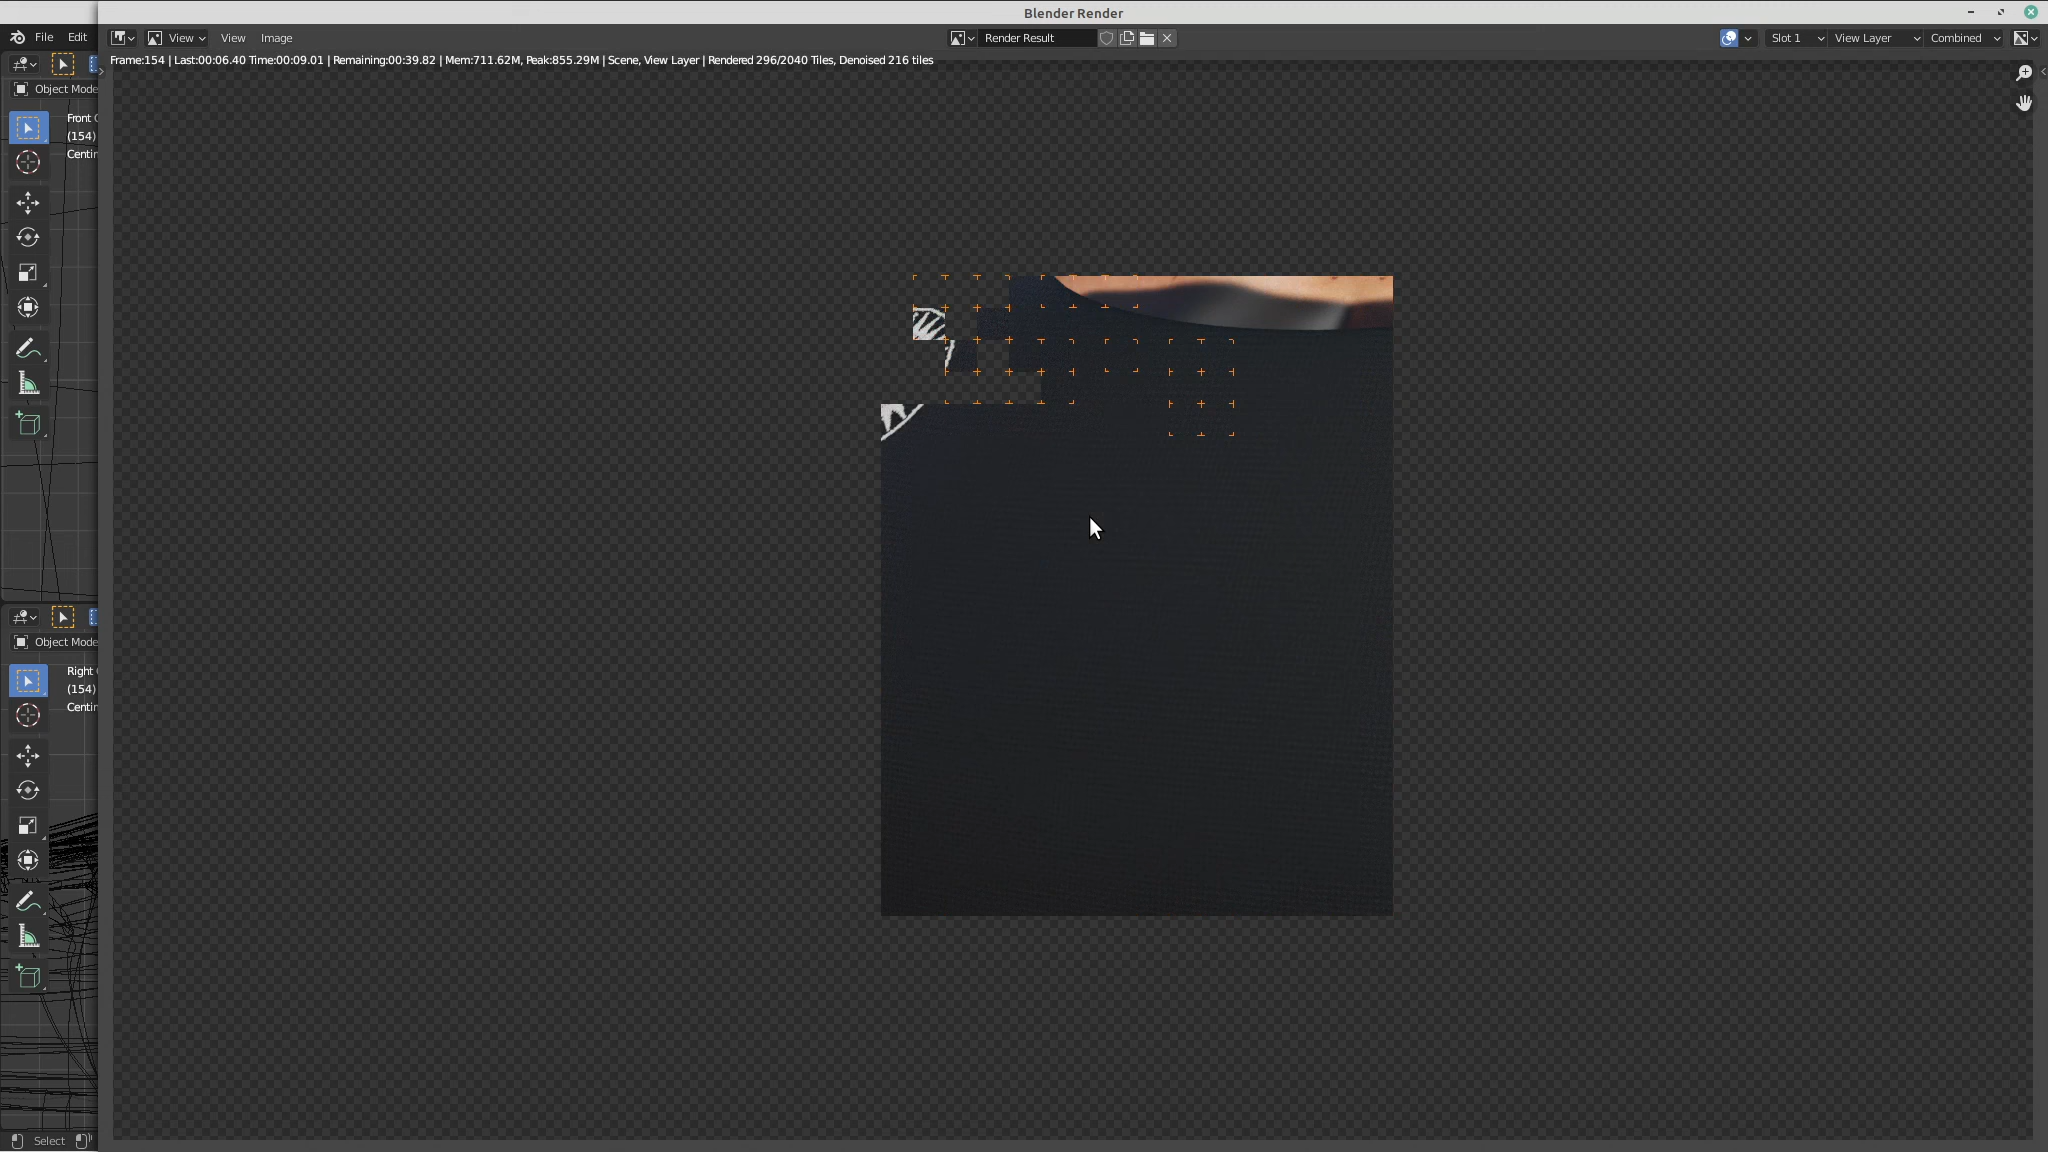 Blender Render
File Edit
View View Image Render Result Slot 1 View Layer Combined
Frame:154 | Last:00:06.40 Time:00:09.01 | Remaining:00:39.82 | Mem:711.62M, Peak:855.29M | Scene, View Layer | Rendered 296/2040 Tiles, Denoised 216 tiles
Object Mode
Front
(154)
Centin
Object Mode
Right
(154)
Centin
Select